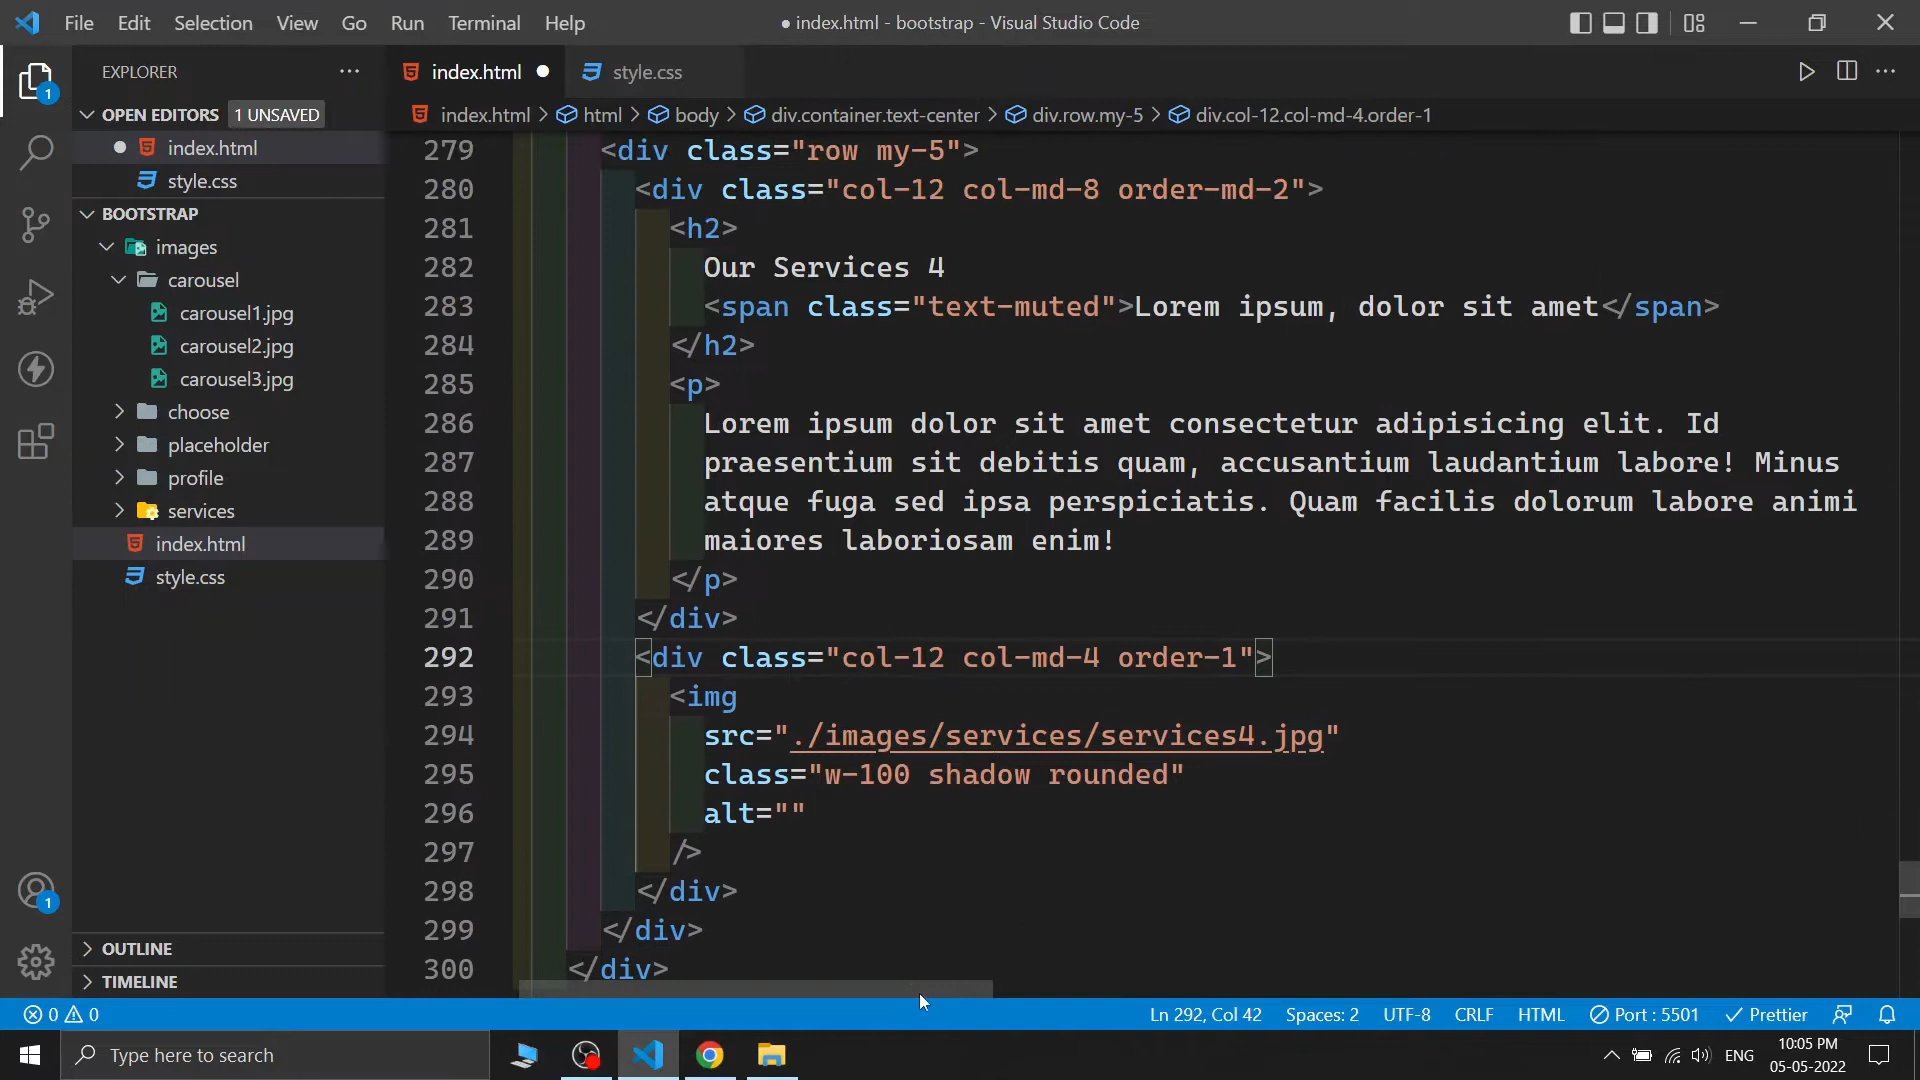 File Edit Selection View Go Run Terminal Help
● index.html - bootstrap - Visual Studio Code
EXPLORER
index.html
style.css
OPEN EDITORS 1 UNSAVED
index.html > html > body > div.container.text-center > div.row.my-5 > div.col-12.col-md-4.order-1
index.html
style.css
BOOTSTRAP
images
carousel
carousel1.jpg
carousel2.jpg
carousel3.jpg
choose
placeholder
profile
services
index.html
style.css
OUTLINE
TIMELINE
1
1
279 <div class="row my-5">
280 <div class="col-12 col-md-8 order-md-2">
281 <h2>
282 Our Services 4
283 <span class="text-muted">Lorem ipsum, dolor sit amet</span>
284 </h2>
285 <p>
286 Lorem ipsum dolor sit amet consectetur adipisicing elit. Id
287 praesentium sit debitis quam, accusantium laudantium labore! Minus
288 atque fuga sed ipsa perspiciatis. Quam facilis dolorum labore animi
289 maiores laboriosam enim!
290 </p>
291 </div>
292 <div class="col-12 col-md-4 order-1">
293 <img
294 src="./images/services/services4.jpg"
295 class="w-100 shadow rounded"
296 alt=""
297 />
298 </div>
299 </div>
300 </div>
0 0
Ln 292, Col 42 Spaces: 2 UTF-8 CRLF HTML Port : 5501 Prettier
Type here to search
ENG
10:05 PM
05-05-2022